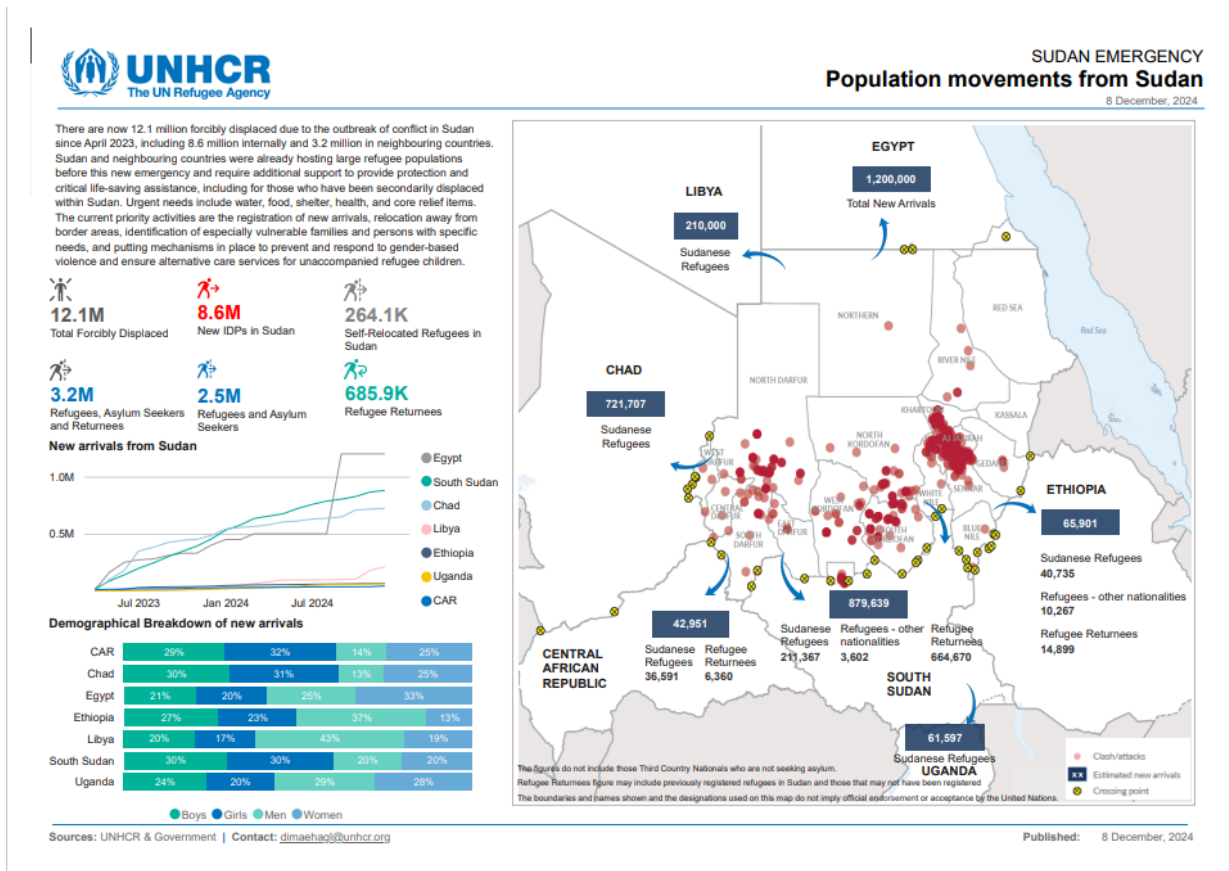 UNHCR
The UN Refugee Agency
SUDAN EMERGENCY
Population movements from Sudan
8 December, 2024
There are now 12.1 million forcibly displaced due to the outbreak of conflict in Sudan
since April 2023, including 8.6 million internally and 3.2 million in neighbouring countries.
Sudan and neighbouring countries were already hosting large refugee populations
before this new emergency and require additional support to provide protection and
critical life-saving assistance, including for those who have been secondarily displaced
within Sudan. Urgent needs include water, food, shelter, health, and core relief items.
The current priority activities are the registration of new arrivals, relocation away from
border areas, identification of especially vulnerable families and persons with specific
needs, and putting mechanisms in place to prevent and respond to gender-based
violence and ensure alternative care services for unaccompanied refugee children.
12.1M
Total Forcibly Displaced
8.6M
New IDPs in Sudan
264.1K
Self-Relocated Refugees in
Sudan
3.2M
Refugees, Asylum Seekers
and Returnees
2.5M
Refugees and Asylum
Seekers
685.9K
Refugee Returnees
New arrivals from Sudan
1.0M
0.5M
Jul 2023 Jan 2024 Jul 2024
Egypt
South Sudan
Chad
Libya
Ethiopia
Uganda
CAR
Demographical Breakdown of new arrivals
CAR 29% 32% 14% 25%
Chad 30% 31% 13% 25%
Egypt 21% 20% 25% 33%
Ethiopia 27% 23% 37% 13%
Libya 20% 17% 43% 19%
South Sudan 30% 30% 20% 20%
Uganda 24% 20% 29% 28%
Boys Girls Men Women
EGYPT
1,200,000
Total New Arrivals
LIBYA
210,000
Sudanese
Refugees
CHAD
721,707
Sudanese
Refugees
NORTHERN
RED SEA
Red Sea
RIVER NILE
NORTH DARFUR
KHARTOUM
KASSALA
AJ JAZIRAH
NORTH
KORDOFAN
GEDAREF
WEST
DARFUR
SENNAR
WHITE
NILE
WEST
KORDOFAN
CENTRAL
DARFUR
BLUE
NILE
EAST
DARFUR
SOUTH
DARFUR
SOUTH
KORDOFAN
ETHIOPIA
65,901
Sudanese Refugees
40,735
Refugees - other nationalities
10,267
Refugee Returnees
14,899
42,951
Sudanese
Refugees
36,591
Refugee
Returnees
6,360
CENTRAL
AFRICAN
REPUBLIC
879,639
Sudanese
Refugees
211,367
Refugees - other
nationalities
3,602
Refugee
Returnees
664,670
SOUTH
SUDAN
61,597
Sudanese Refugees
UGANDA
The figures do not include those Third Country Nationals who are not seeking asylum.
Refugee Returnees figure may include previously registered refugees in Sudan and those that may not have been registered
The boundaries and names shown and the designations used on this map do not imply official endorsement or acceptance by the United Nations.
Clash/attacks
xx Estimated new arrivals
Crossing point
Sources: UNHCR & Government | Contact: dimaehagl@unhcr.org
Published: 8 December, 2024